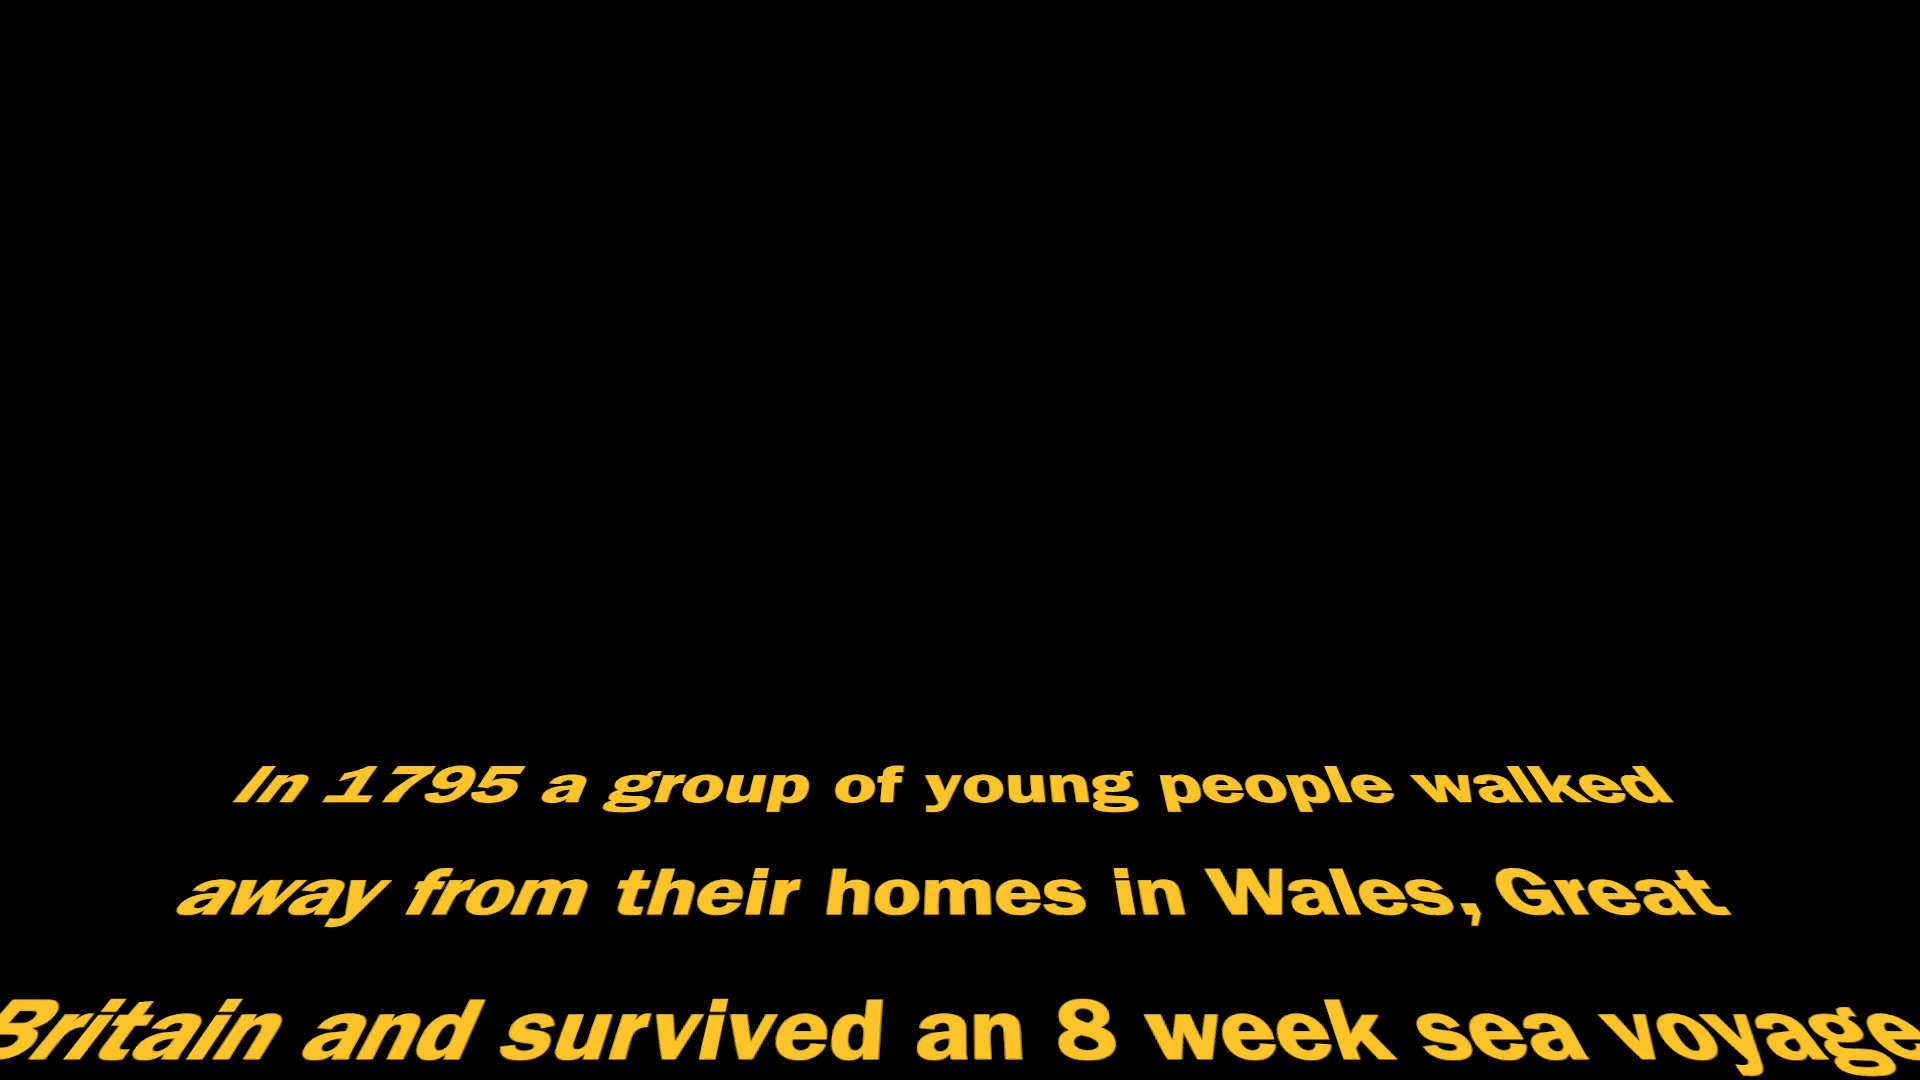 In 1795 a group of young people walked
away from their homes in Wales, Great
Britain and survived an 8 week sea voyage